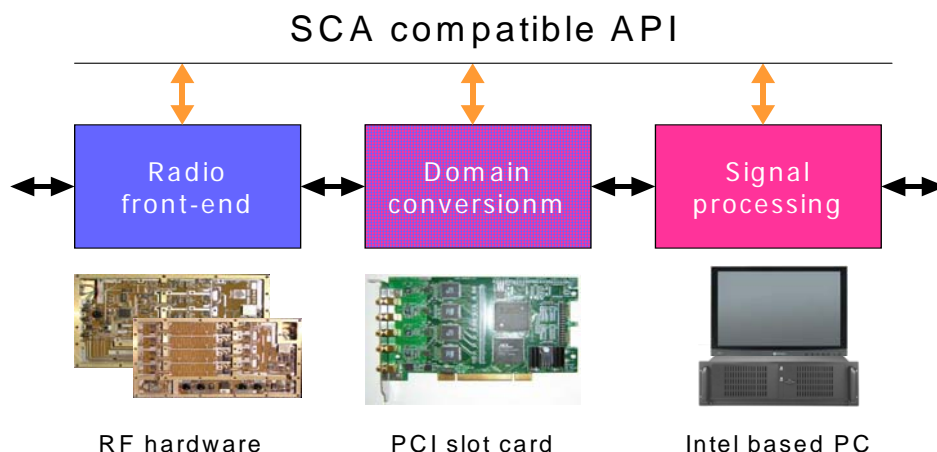 SCA compatible API
Radio
front-end
Domain
conversionm
Signal
processing
RF hardware
PCI slot card
Intel based PC